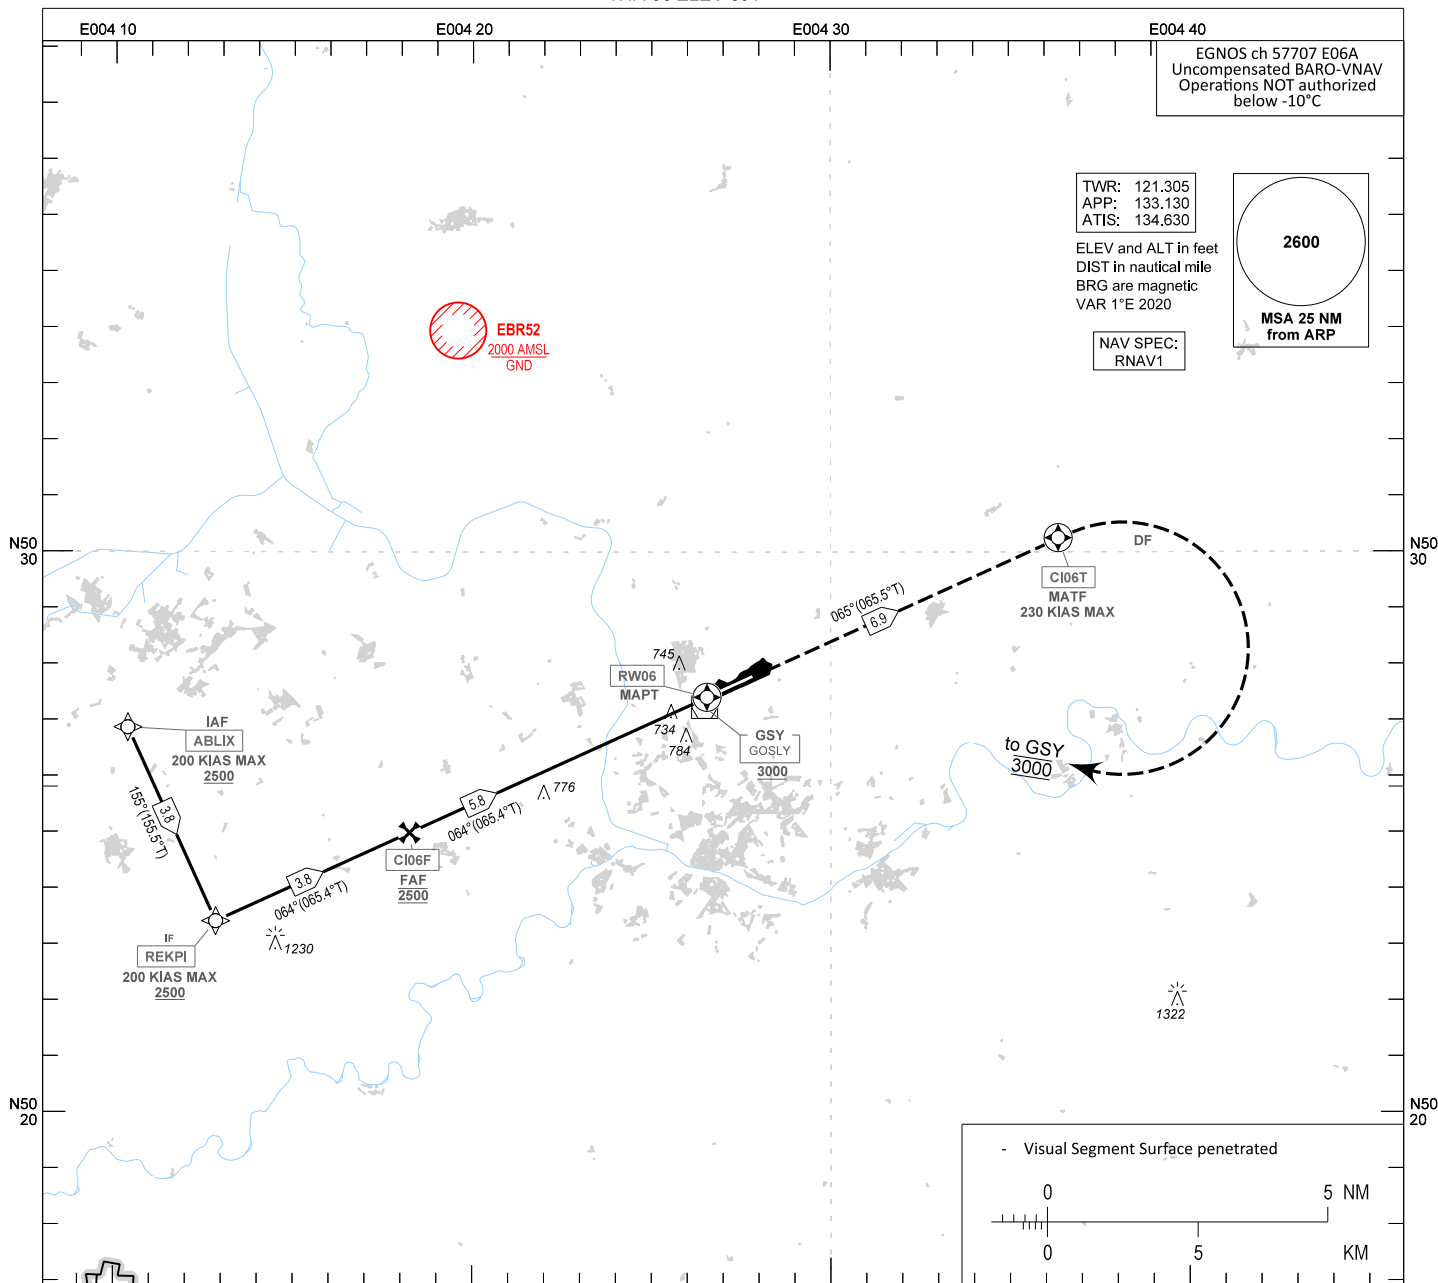 E004 10
E004 20
E004 30
E004 40
EGNOS ch 57707 E06A
Uncompensated BARO-VNAV
Operations NOT authorized
below -10°C
TWR: 121.305
APP: 133.130
ATIS: 134.630
ELEV and ALT in feet
DIST in nautical mile
BRG are magnetic
VAR 1°E 2020
NAV SPEC:
RNAV1
2600
MSA 25 NM
from ARP
EBR52
2000 AMSL
GND
N50
30
N50
30
DF
CI06T
MATF
230 KIAS MAX
065°(065.5°T)
6.9
745
RW06
MAPT
734
784
GSY
GOSLY
3000
to GSY
3000
IAF
ABLIX
200 KIAS MAX
2500
155°(155.5°T)
3.8
776
5.8
064°(065.4°T)
CI06F
FAF
2500
3.8
064°(065.4°T)
IF
REKPI
200 KIAS MAX
2500
1230
1322
N50
20
N50
20
- Visual Segment Surface penetrated
0 5 NM
0 5 KM